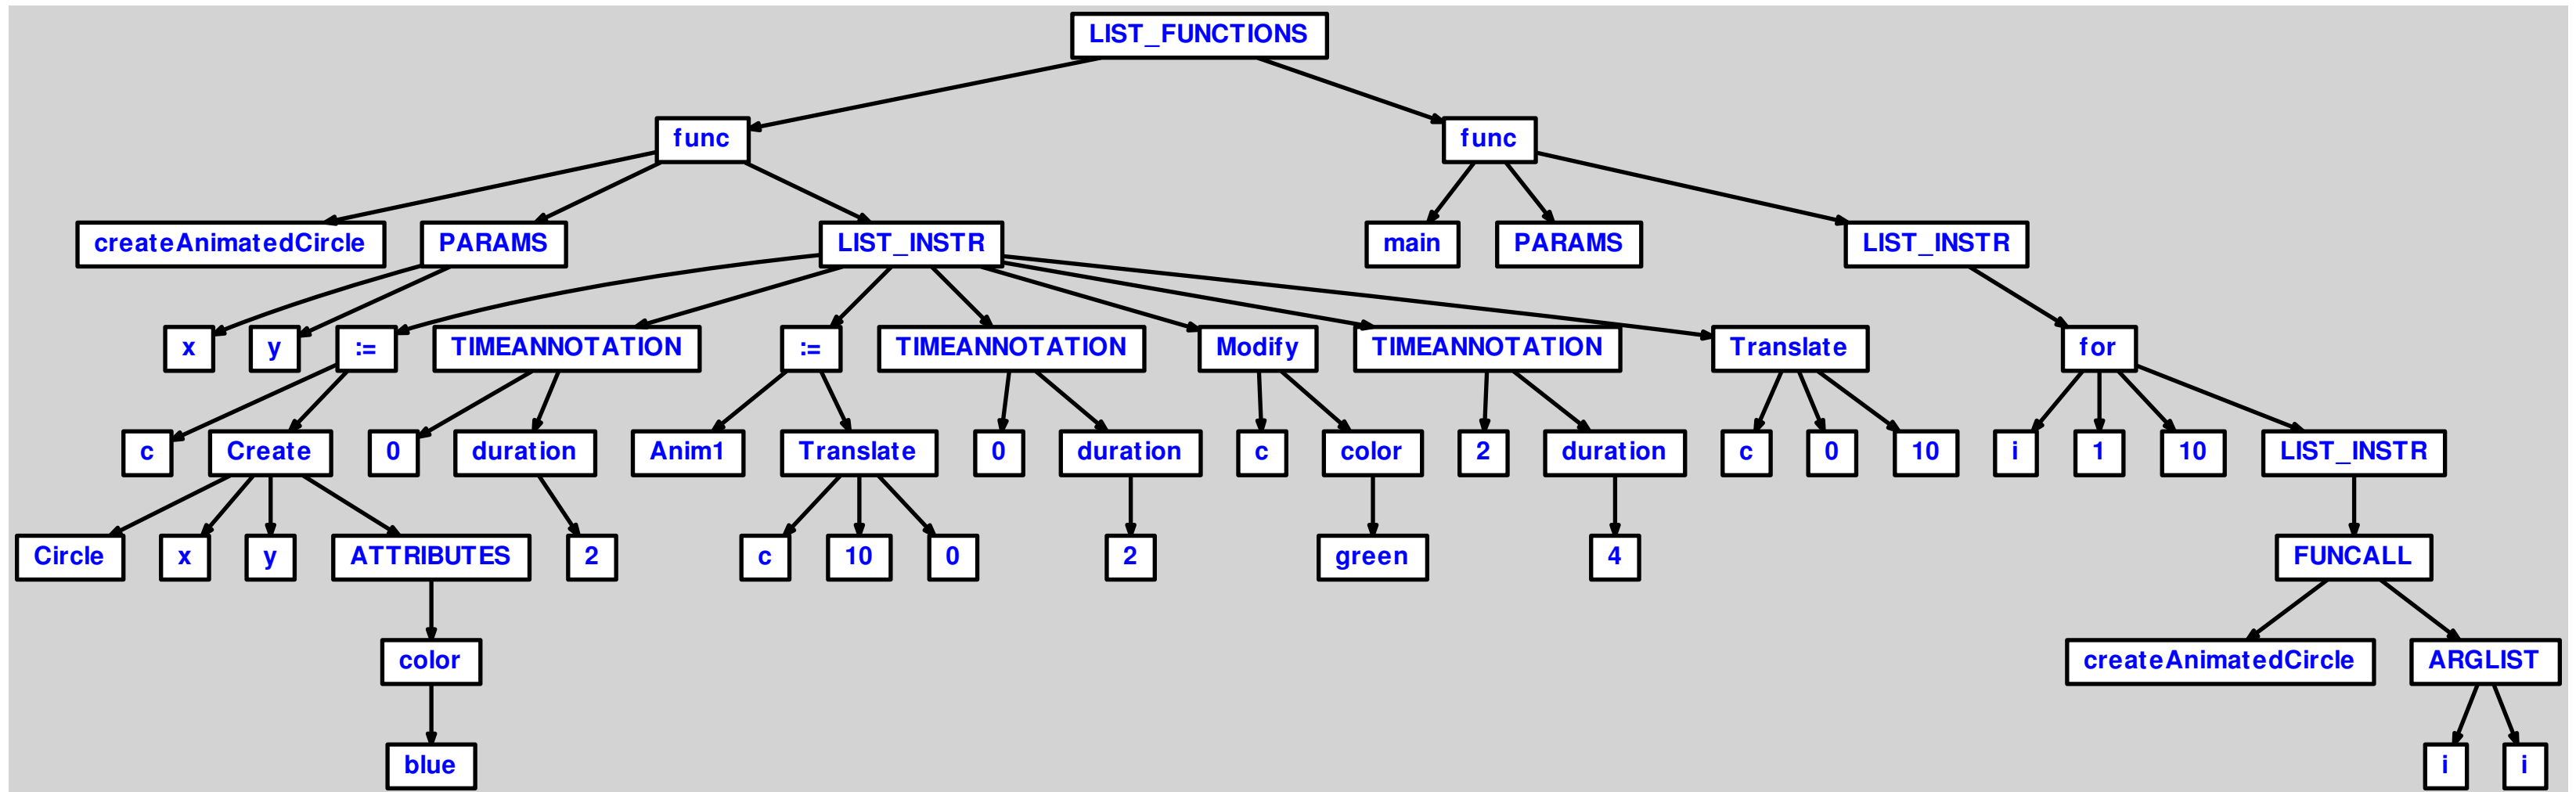 LIST_FUNCTIONS
func
func
createAnimatedCircle
PARAMS
LIST_INSTR
main
PARAMS
LIST_INSTR
x
y
:=
TIMEANNOTATION
:=
TIMEANNOTATION
Modify
TIMEANNOTATION
Translate
for
c
Create
0
duration
Anim1
Translate
0
duration
c
color
2
duration
c
0
10
i
1
10
LIST_INSTR
Circle
x
y
ATTRIBUTES
2
c
10
0
2
green
4
FUNCALL
color
createAnimatedCircle
ARGLIST
blue
i
i